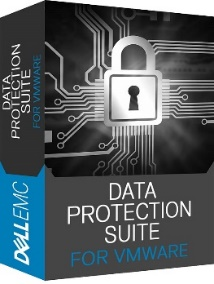 DATA
PROTECTION
SUITE
FOR VMWARE
DELL EMC
DATA
PROTECTION
SUITE
FOR VMWARE